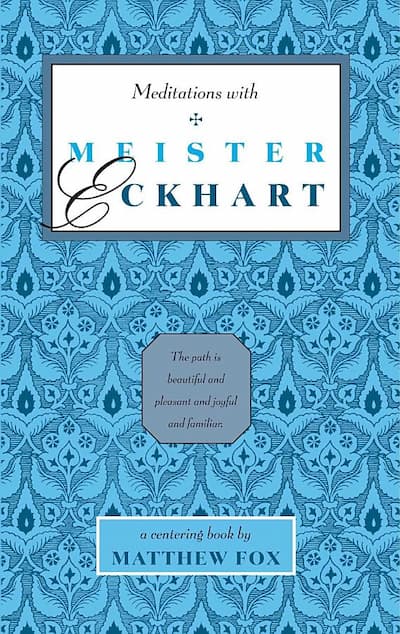 Meditations with
MEISTER
ECKHART
The path is
beautiful and
pleasant and joyful
and familiar.
a centering book by
MATTHEW FOX